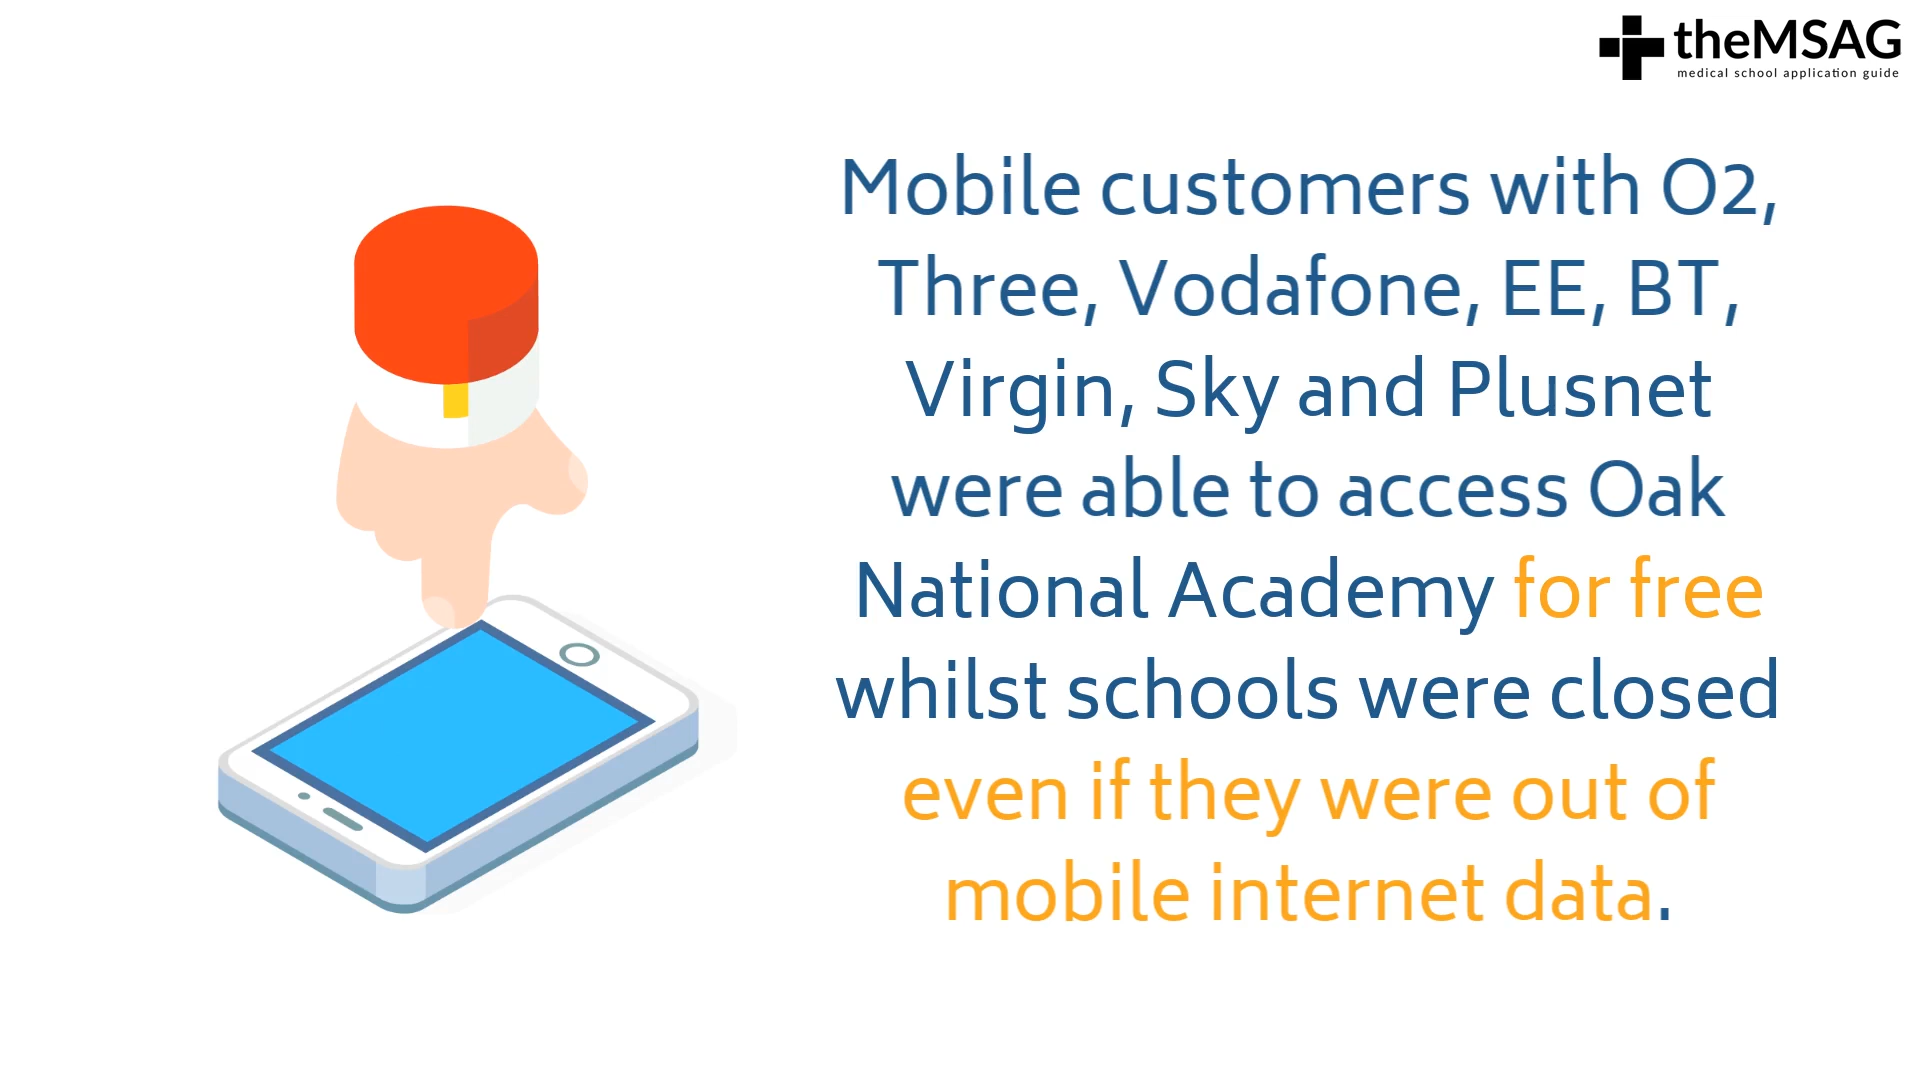 theMSAG
medical school application guide
Mobile customers with O2,
Three, Vodafone, EE, BT,
Virgin, Sky and Plusnet
were able to access Oak
National Academy for free
whilst schools were closed
even if they were out of
mobile internet data.